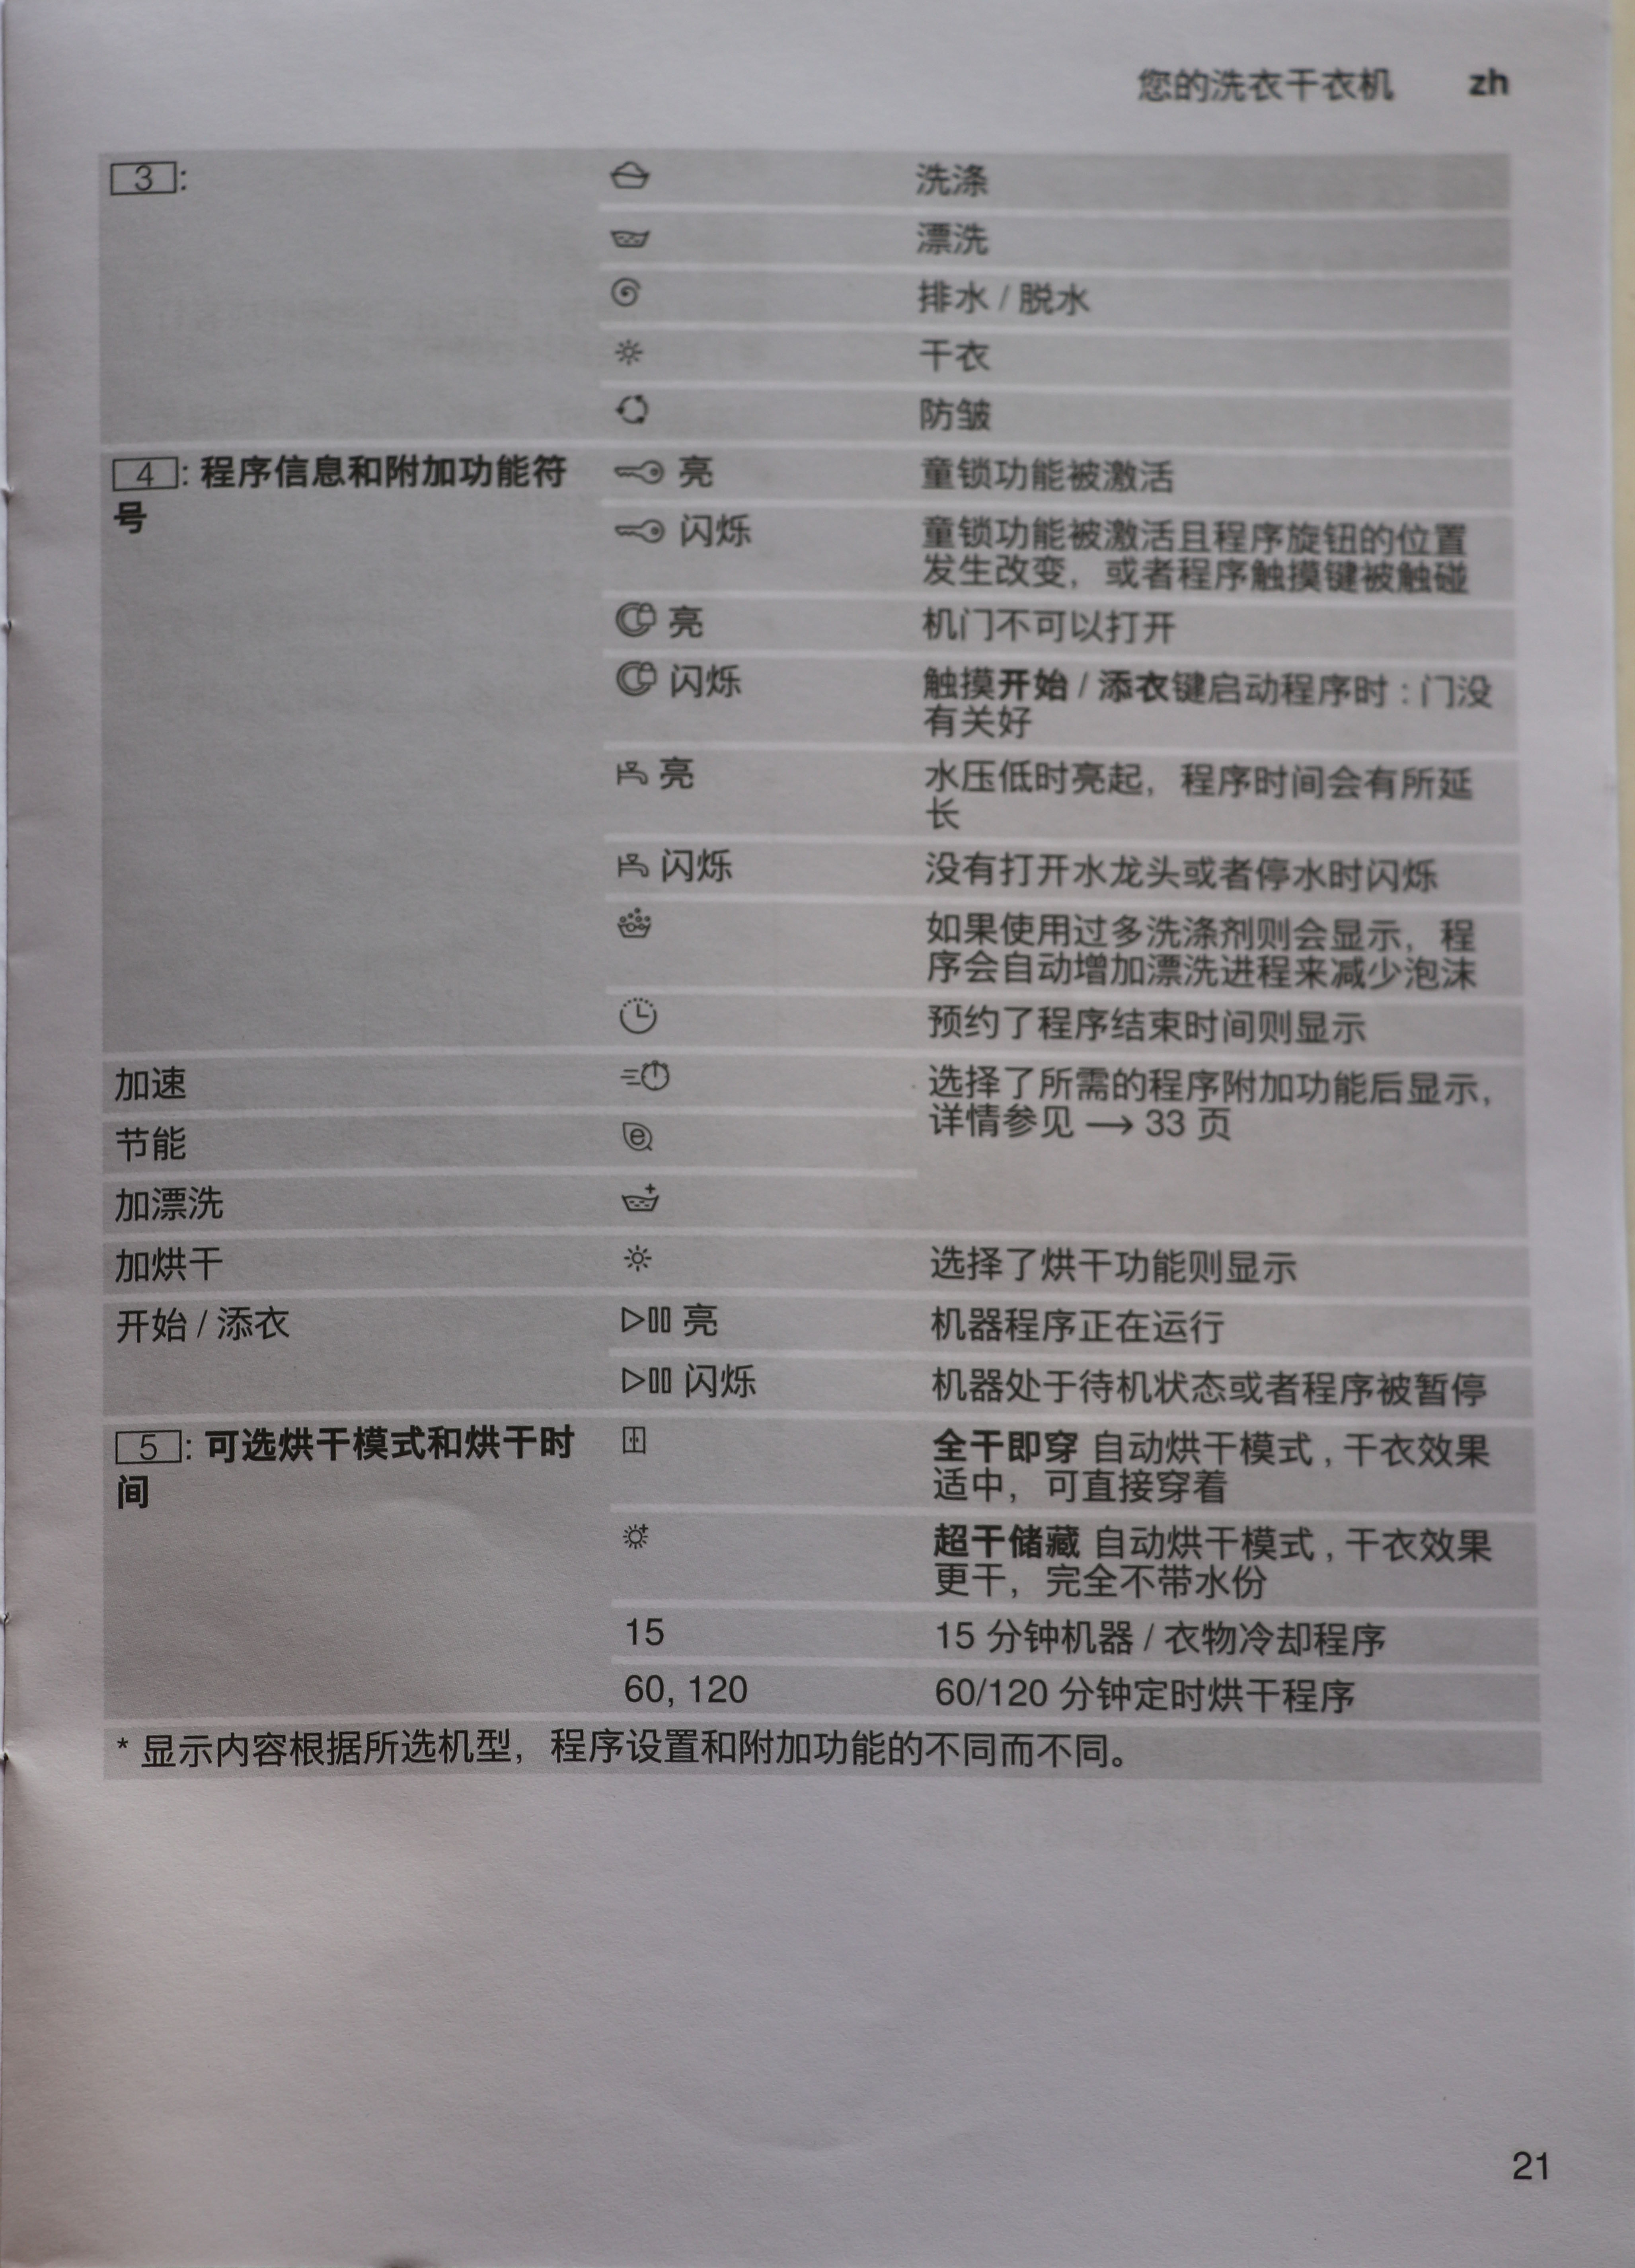 您的洗衣干衣机 zh
3 :
洗涤
漂洗
排水 / 脱水
干衣
防皱
4 : 程序信息和附加功能符
号
亮 童锁功能被激活
闪烁 童锁功能被激活且程序旋钮的位置
发生改变，或者程序触摸键被触碰
亮 机门不可以打开
闪烁 触摸开始 / 添衣键启动程序时 : 门没
有关好
亮 水压低时亮起，程序时间会有所延
长
闪烁 没有打开水龙头或者停水时闪烁
如果使用过多洗涤剂则会显示，程
序会自动增加漂洗进程来减少泡沫
预约了程序结束时间则显示
加速 选择了所需的程序附加功能后显示，
详情参见 → 33 页
节能
加漂洗
加烘干 选择了烘干功能则显示
开始 / 添衣 亮 机器程序正在运行
闪烁 机器处于待机状态或者程序被暂停
5 : 可选烘干模式和烘干时
间
全干即穿 自动烘干模式 , 干衣效果
适中，可直接穿着
超干储藏 自动烘干模式 , 干衣效果
更干，完全不带水份
15 15 分钟机器 / 衣物冷却程序
60, 120 60/120 分钟定时烘干程序
* 显示内容根据所选机型，程序设置和附加功能的不同而不同。
21